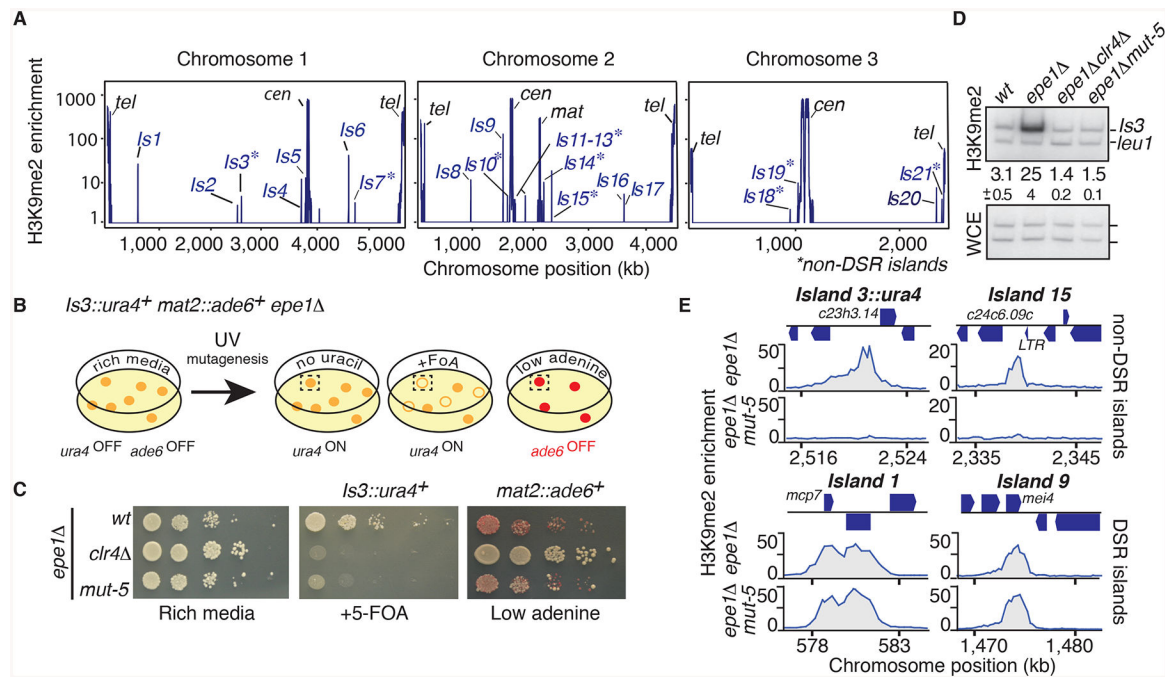 A
Chromosome 1
Chromosome 2
Chromosome 3
H3K9me2 enrichment
1000
100
10
1
tel
Is1
Is2
Is3*
Is4
Is5
cen
Is6
Is7*
tel
1,000 2,000 3,000 4,000 5,000
tel
Is8
Is9
Is10*
cen
mat
Is11-13*
Is14*
Is15*
Is16
Is17
tel
1,000 2,000 3,000 4,000
tel
Is19*
Is18*
cen
tel
Is21*
Is20
1,000 2,000
Chromosome position (kb)
*non-DSR islands
B
Is3::ura4+ mat2::ade6+ epe1Δ
rich media
UV
mutagenesis
no uracil
+FoA
low adenine
ura4 OFF ade6 OFF
ura4 ON
ura4 ON
ade6 OFF
C
Is3::ura4+
mat2::ade6+
epe1Δ
wt
clr4Δ
mut-5
Rich media
+5-FOA
Low adenine
D
wt
epe1Δ
epe1Δclr4Δ
epe1Δmut-5
H3K9me2
Is3
leu1
3.1 25 1.4 1.5
±0.5 4 0.2 0.1
WCE
E
Island 3::ura4
Island 15
c23h3.14
c24c6.09c
LTR
H3K9me2 enrichment
epe1Δ
50
0
20
0
epe1Δ
mut-5
50
0
20
0
2,516 2,524
2,335 2,345
non-DSR islands
Island 1
Island 9
mcp7
mei4
epe1Δ
50
0
50
0
epe1Δ
mut-5
50
0
50
0
578 583
1,470 1,480
DSR islands
Chromosome position (kb)